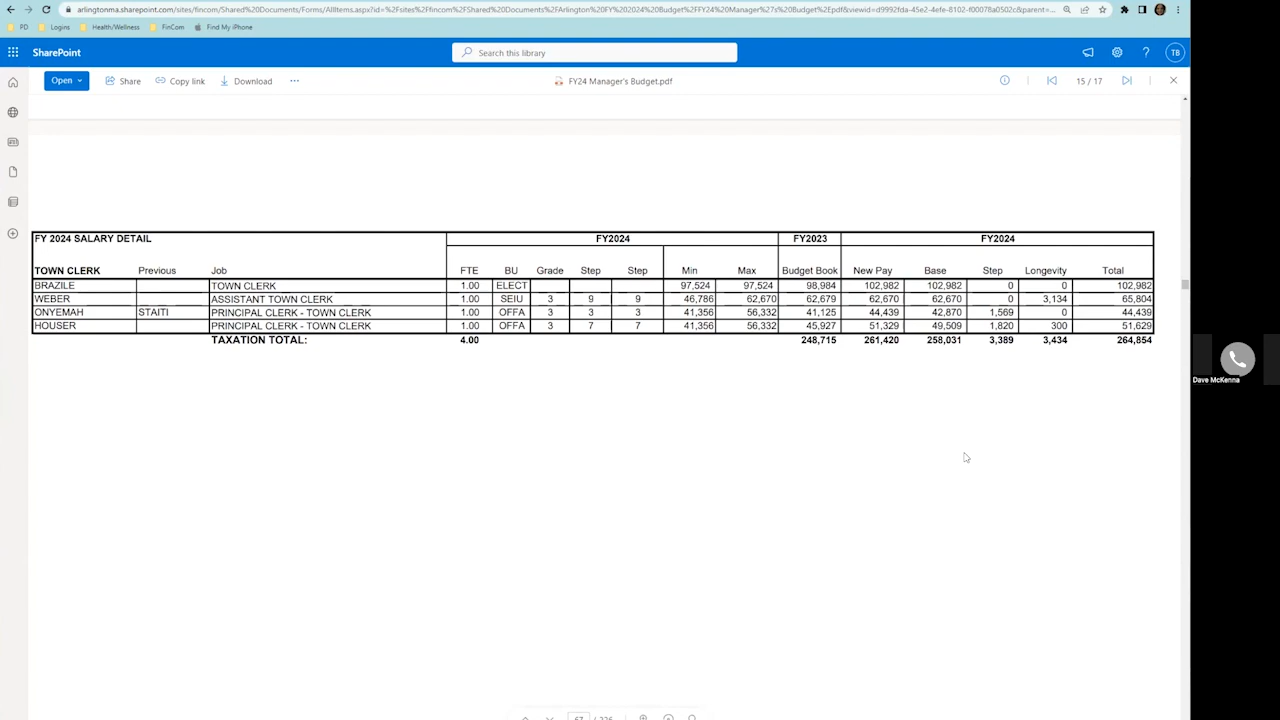 arlingtonma.sharepoint.com/sites/fincom/Shared%20Documents/Forms/AllItems.aspx?id=%2Fsites%2Ffincom%2FShared%20Documents%2FArlington%20FY%202024%20Budget%2FFY24%20Manager%27s%20Budget%2Epdf&viewid=d9992fda-45e2-4efe-8102-f00078a0502c&parent=...
PD Logins Health/Wellness FinCom Find My iPhone
SharePoint Search this library ? TB
Open Share Copy link Download ... FY24 Manager's Budget.pdf 15 / 17
FY 2024 SALARY DETAIL FY2024 FY2023 FY2024
TOWN CLERK Previous Job FTE BU Grade Step Step Min Max Budget Book New Pay Base Step Longevity Total
BRAZILE TOWN CLERK 1.00 ELECT 97,524 97,524 98,984 102,982 102,982 0 0 102,982
WEBER ASSISTANT TOWN CLERK 1.00 SEIU 3 9 9 46,786 62,670 62,679 62,670 62,670 0 3,134 65,804
ONYEMAH STAITI PRINCIPAL CLERK - TOWN CLERK 1.00 OFFA 3 3 3 41,356 56,332 41,125 44,439 42,870 1,569 0 44,439
HOUSER PRINCIPAL CLERK - TOWN CLERK 1.00 OFFA 3 7 7 41,356 56,332 45,927 51,329 49,509 1,820 300 51,629
TAXATION TOTAL: 4.00 248,715 261,420 258,031 3,389 3,434 264,854
Dave McKenna
67 / 226